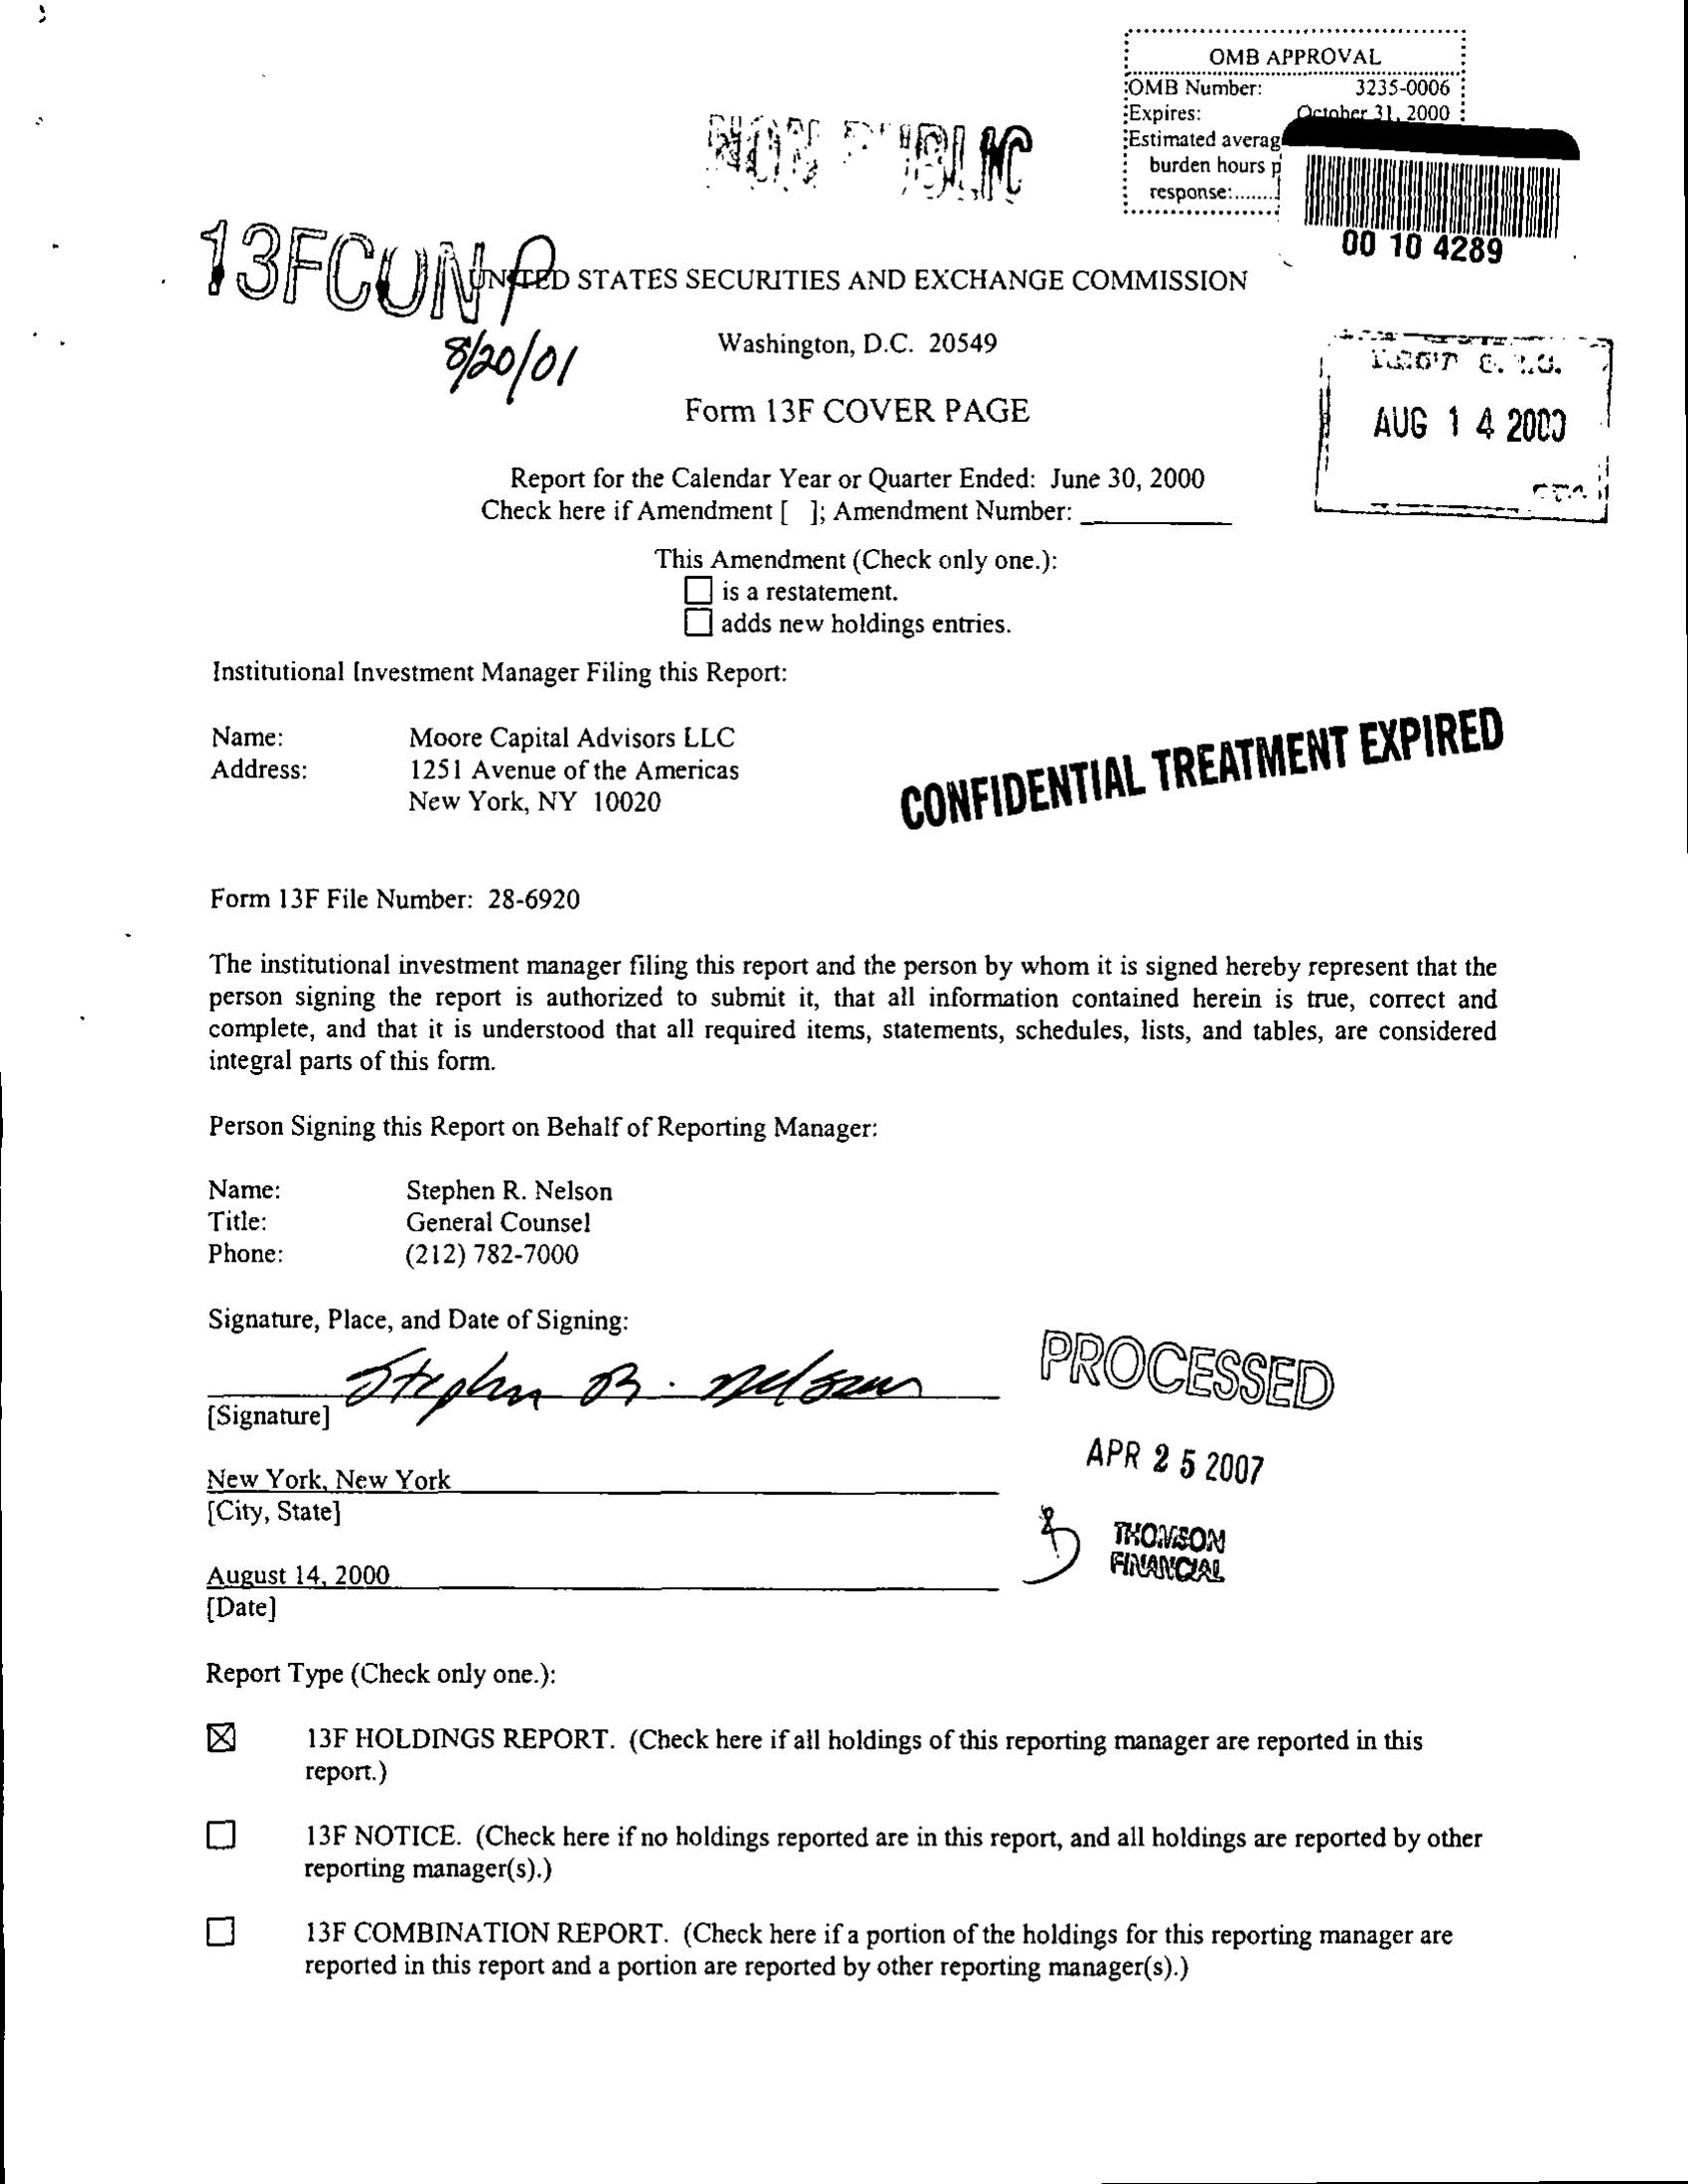 OMB APPROVAL
OMB Number: 3235-0006
Expires: October 31, 2000
Estimated averag
burden hours p
response:........
00 10 4289
NON PUBLIC
13FCON P
8/20/01
UNITED STATES SECURITIES AND EXCHANGE COMMISSION
Washington, D.C. 20549
AUG 14 2000
Form 13F COVER PAGE
Report for the Calendar Year or Quarter Ended: June 30, 2000
Check here if Amendment [ ]; Amendment Number: ___________
This Amendment (Check only one.):
☐ is a restatement.
☐ adds new holdings entries.
Institutional Investment Manager Filing this Report:
Name: Moore Capital Advisors LLC
Address: 1251 Avenue of the Americas
New York, NY 10020
CONFIDENTIAL TREATMENT EXPIRED
Form 13F File Number: 28-6920
The institutional investment manager filing this report and the person by whom it is signed hereby represent that the
person signing the report is authorized to submit it, that all information contained herein is true, correct and
complete, and that it is understood that all required items, statements, schedules, lists, and tables, are considered
integral parts of this form.
Person Signing this Report on Behalf of Reporting Manager:
Name: Stephen R. Nelson
Title: General Counsel
Phone: (212) 782-7000
Signature, Place, and Date of Signing:
Stephen R. Nelson
[Signature]
PROCESSED
APR 25 2007
THOMSON
FINANCIAL
New York, New York
[City, State]
August 14, 2000
[Date]
Report Type (Check only one.):
☒ 13F HOLDINGS REPORT. (Check here if all holdings of this reporting manager are reported in this
report.)
☐ 13F NOTICE. (Check here if no holdings reported are in this report, and all holdings are reported by other
reporting manager(s).)
☐ 13F COMBINATION REPORT. (Check here if a portion of the holdings for this reporting manager are
reported in this report and a portion are reported by other reporting manager(s).)